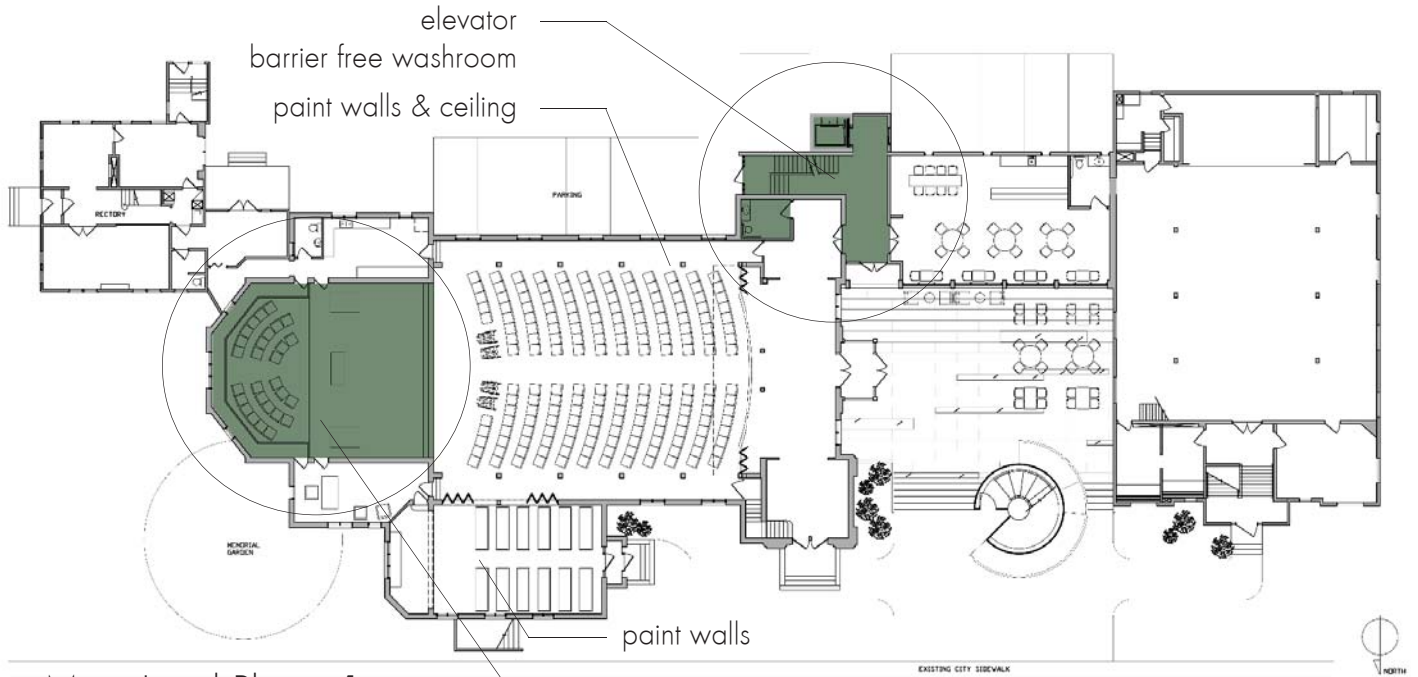 elevator
barrier free washroom
paint walls & ceiling
PARKING
RECTORY
MEMORIAL
GARDEN
paint walls
EXISTING CITY SIDEWALK
NORTH